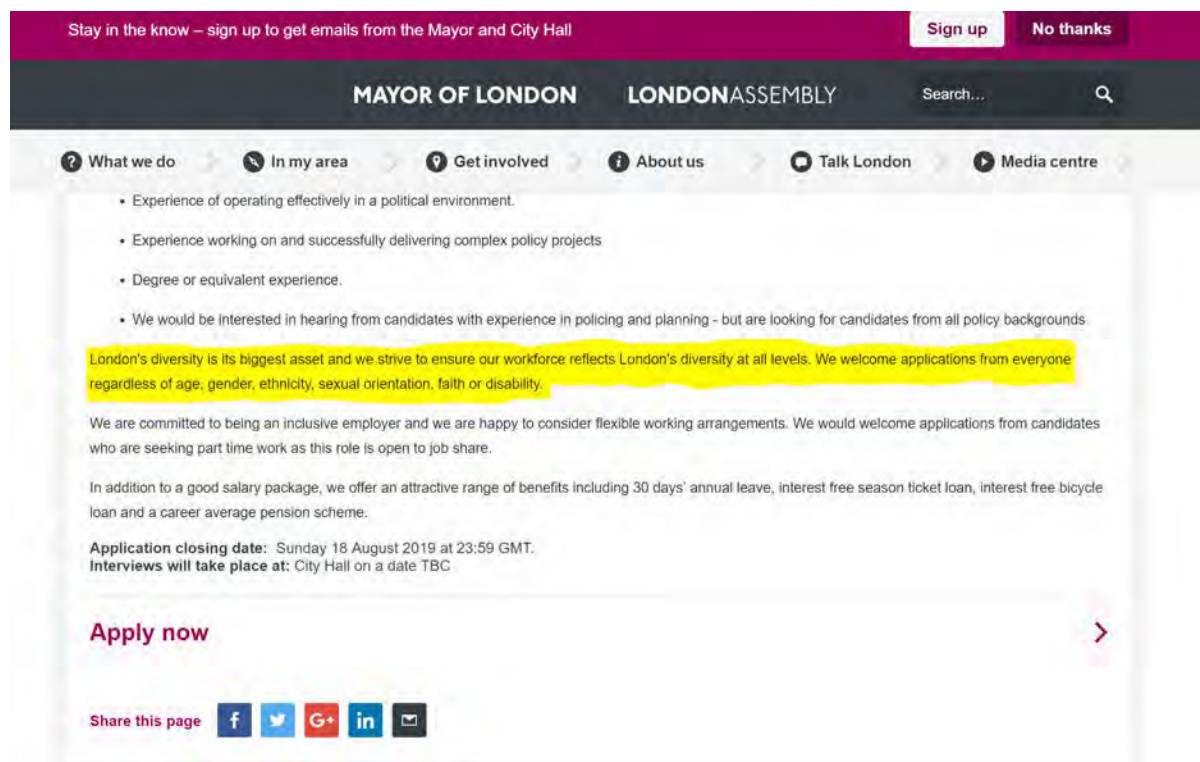 Stay in the know – sign up to get emails from the Mayor and City Hall
Sign up
No thanks
MAYOR OF LONDON
LONDONASSEMBLY
Search...
What we do
In my area
Get involved
About us
Talk London
Media centre
• Experience of operating effectively in a political environment.
• Experience working on and successfully delivering complex policy projects
• Degree or equivalent experience.
• We would be interested in hearing from candidates with experience in policing and planning - but are looking for candidates from all policy backgrounds
London's diversity is its biggest asset and we strive to ensure our workforce reflects London's diversity at all levels. We welcome applications from everyone
regardless of age, gender, ethnicity, sexual orientation, faith or disability.
We are committed to being an inclusive employer and we are happy to consider flexible working arrangements. We would welcome applications from candidates
who are seeking part time work as this role is open to job share.
In addition to a good salary package, we offer an attractive range of benefits including 30 days' annual leave, interest free season ticket loan, interest free bicycle
loan and a career average pension scheme.
Application closing date: Sunday 18 August 2019 at 23:59 GMT.
Interviews will take place at: City Hall on a date TBC
Apply now
Share this page
f
G+
in